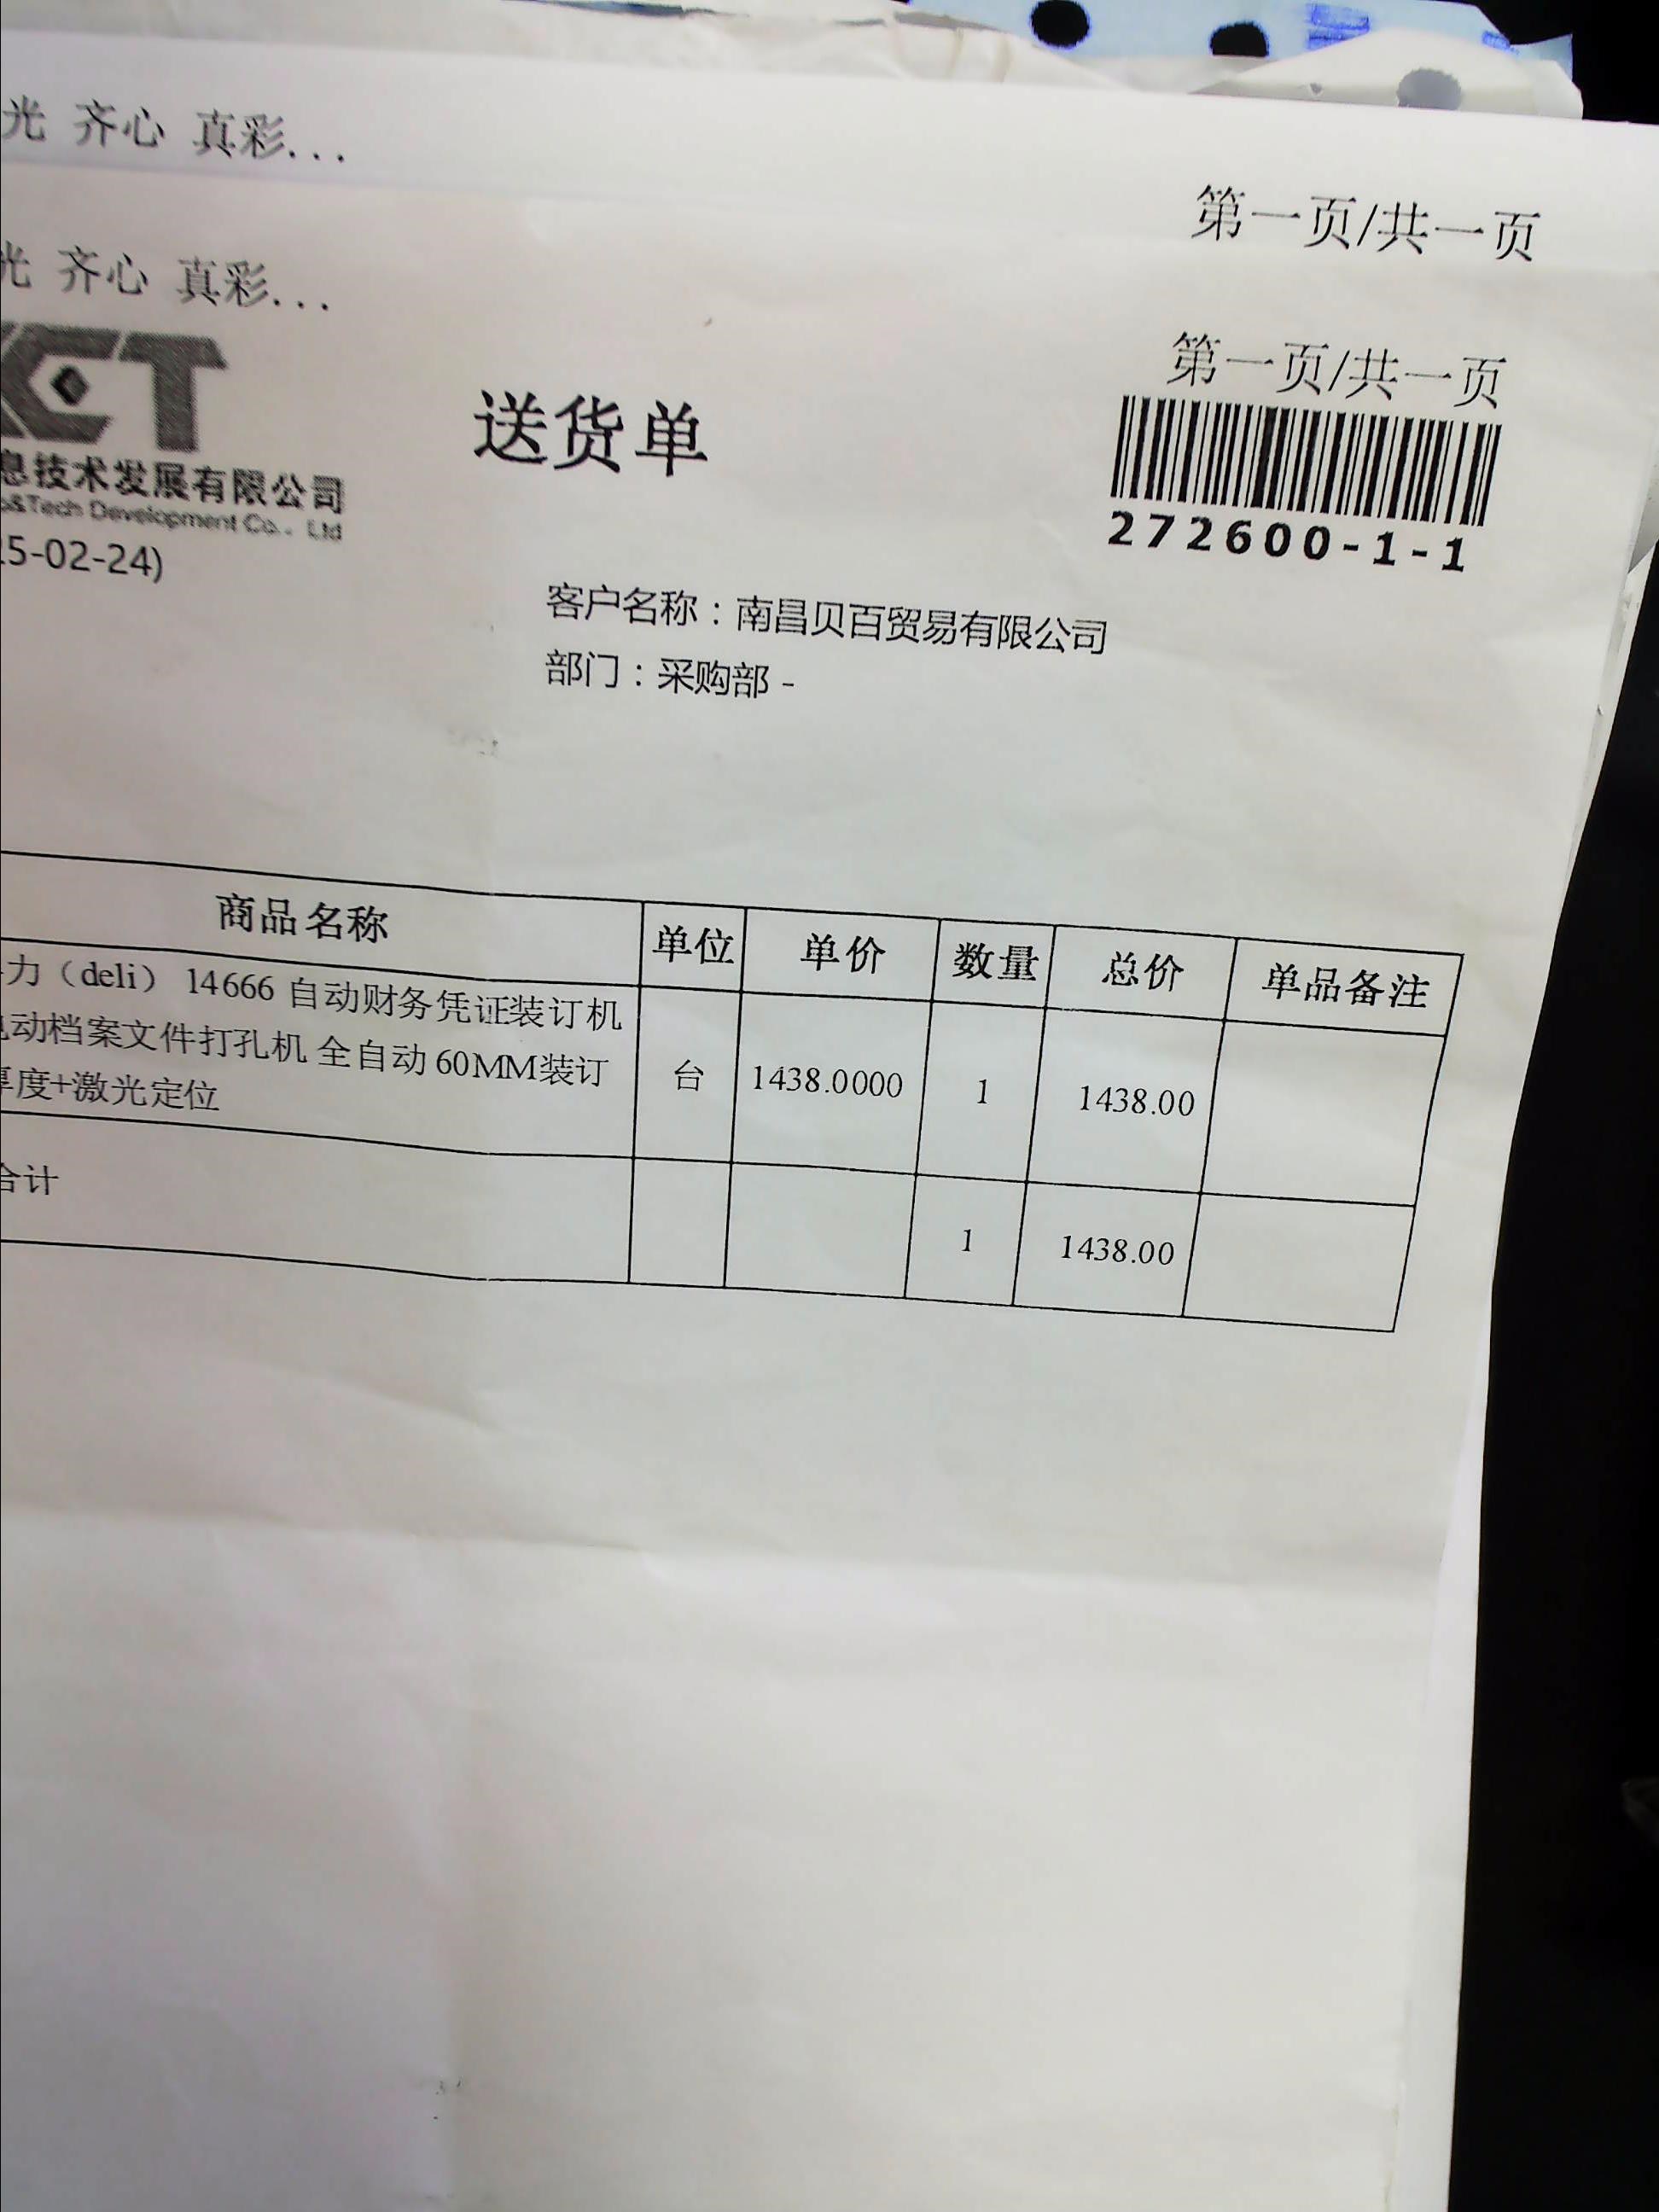 光 齐心 真彩...
第一页/共一页
光 齐心 真彩...
第一页/共一页
送货单
272600-1-1
息技术发展有限公司
&Tech Development Co., Ltd
5-02-24)
客户名称：南昌贝百贸易有限公司
部门：采购部 -
商品名称 单位 单价 数量 总价 单品备注
力（deli） 14666 自动财务凭证装订机
动档案文件打孔机 全自动 60MM装订
厚度+激光定位
台 1438.0000 1 1438.00
合计 1 1438.00